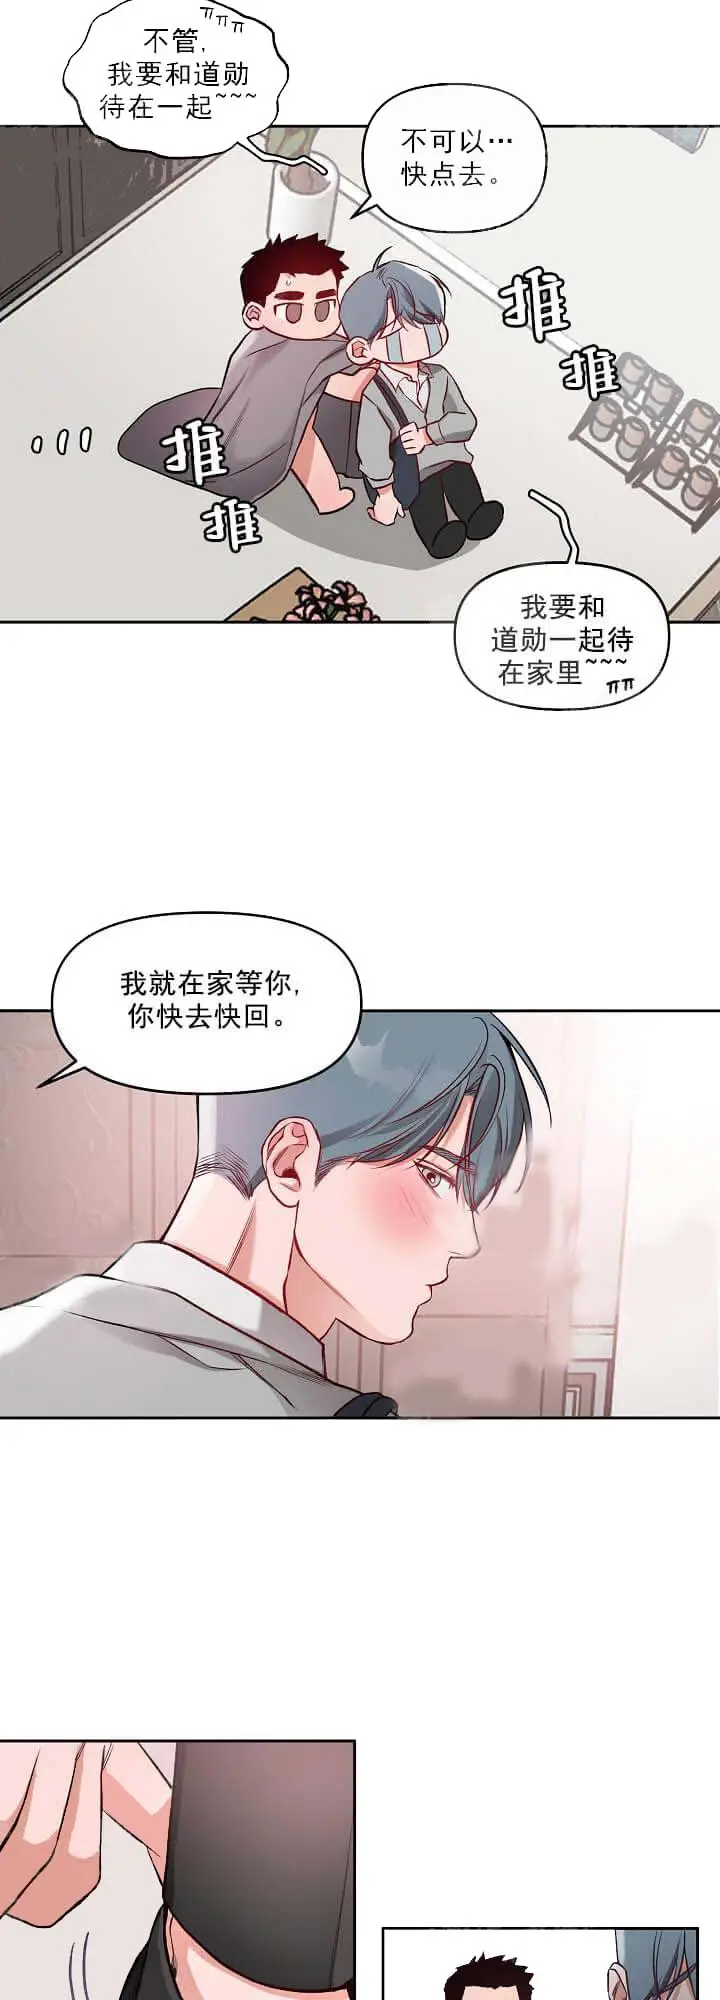 ㅠㅠㅠ
不管,
我要和道勋
待在一起~~~
不可以…
快点去。
推
推
推
推
...
我要和
道勋一起待
在家里~~~
ㅠㅠ
我就在家等你,
你快去快回。